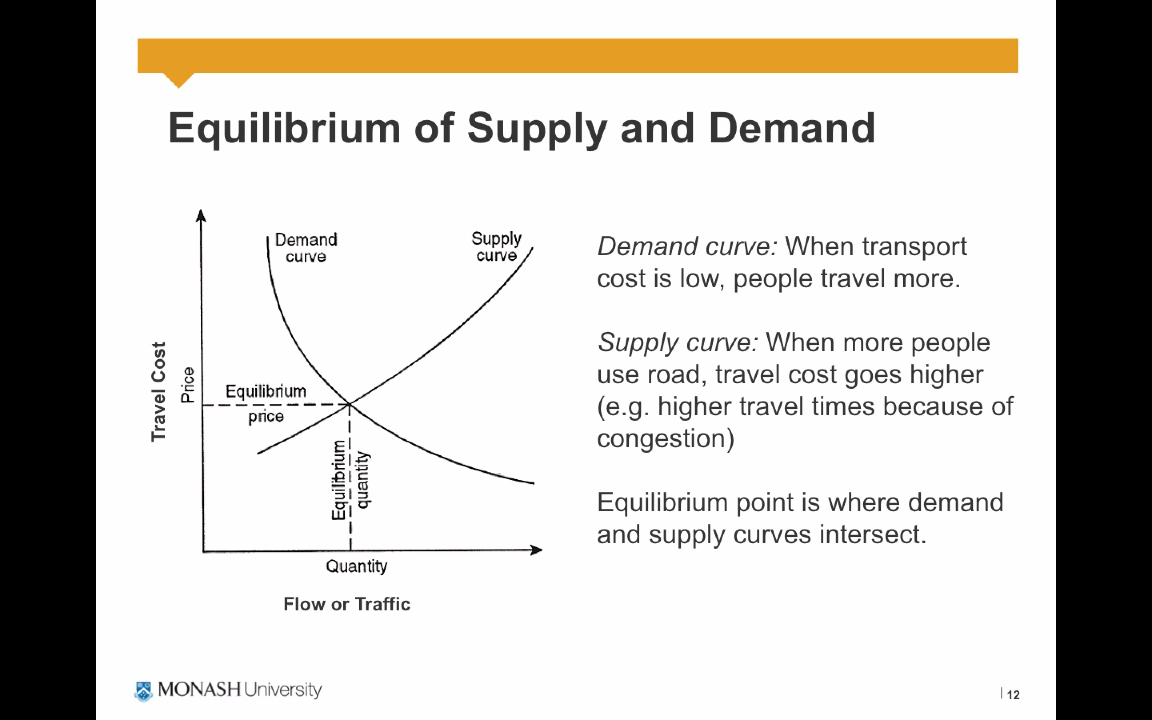 Equilibrium of Supply and Demand
Demand
curve
Supply
curve
Travel Cost
Price
Equilibrium
price
Equilibrium
quantity
Quantity
Flow or Traffic
Demand curve: When transport
cost is low, people travel more.
Supply curve: When more people
use road, travel cost goes higher
(e.g. higher travel times because of
congestion)
Equilibrium point is where demand
and supply curves intersect.
MONASH University
12